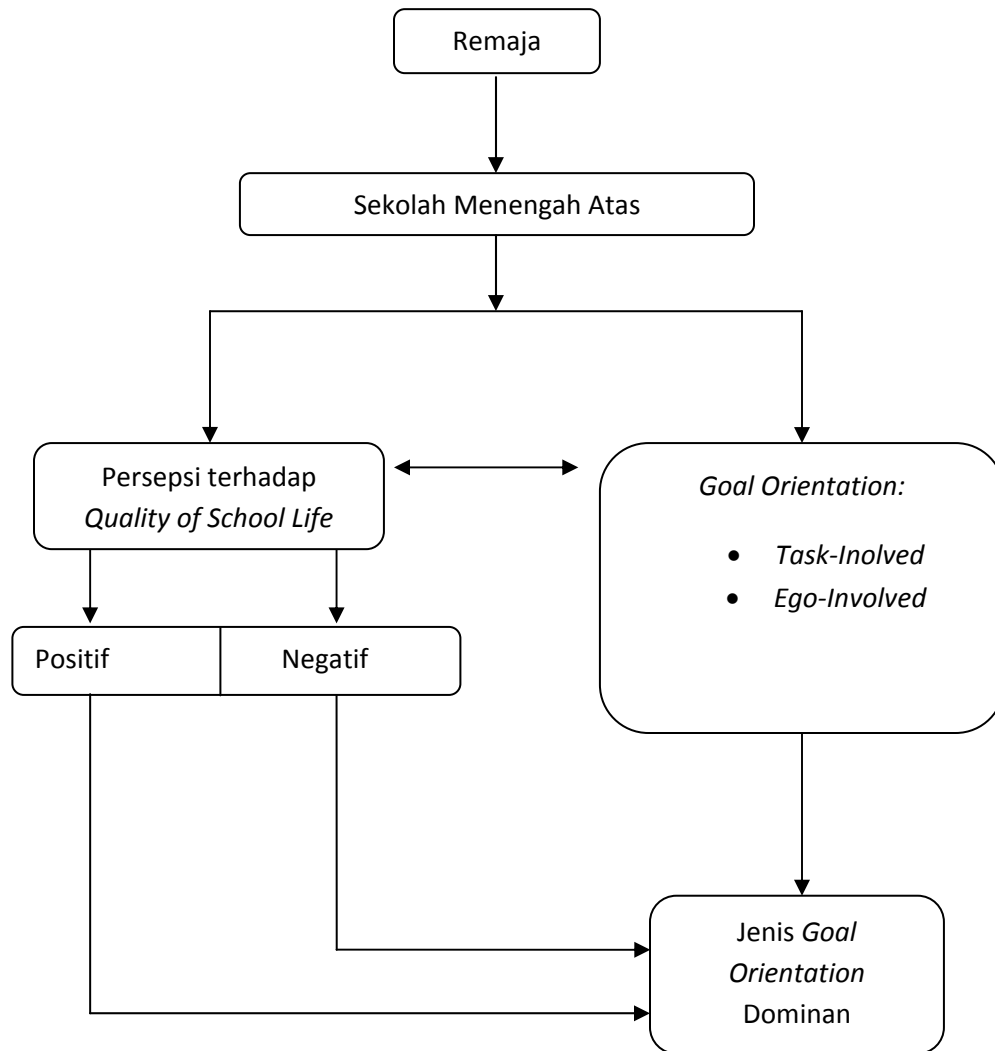 Remaja
Sekolah Menengah Atas
Persepsi terhadap
Quality of School Life
Goal Orientation:
• Task-Inolved
• Ego-Involved
Positif
Negatif
Jenis Goal
Orientation
Dominan